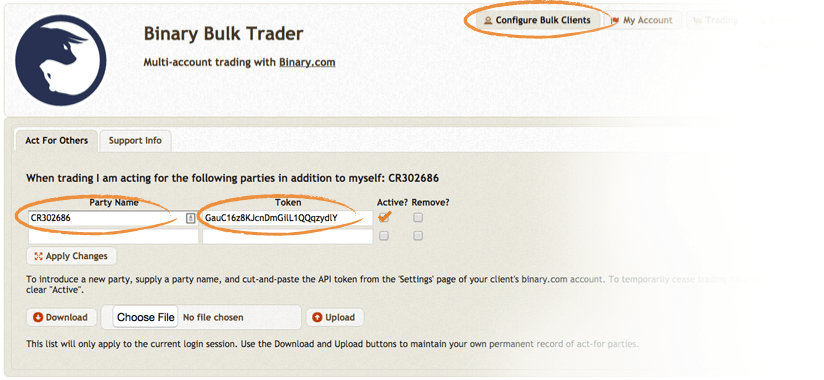 Configure Bulk Clients
My Account
Trading
Binary Bulk Trader
Multi-account trading with Binary.com
Act For Others
Support Info
When trading I am acting for the following parties in addition to myself: CR302686
Party Name Token Active? Remove?
CR302686 GauC16z8KJcnDmGilL1QQqzydlY
Apply Changes
To introduce a new party, supply a party name, and cut-and-paste the API token from the 'Settings' page of your client's binary.com account. To temporarily cease trading
clear "Active".
Download Choose File No file chosen Upload
This list will only apply to the current login session. Use the Download and Upload buttons to maintain your own permanent record of act-for parties.